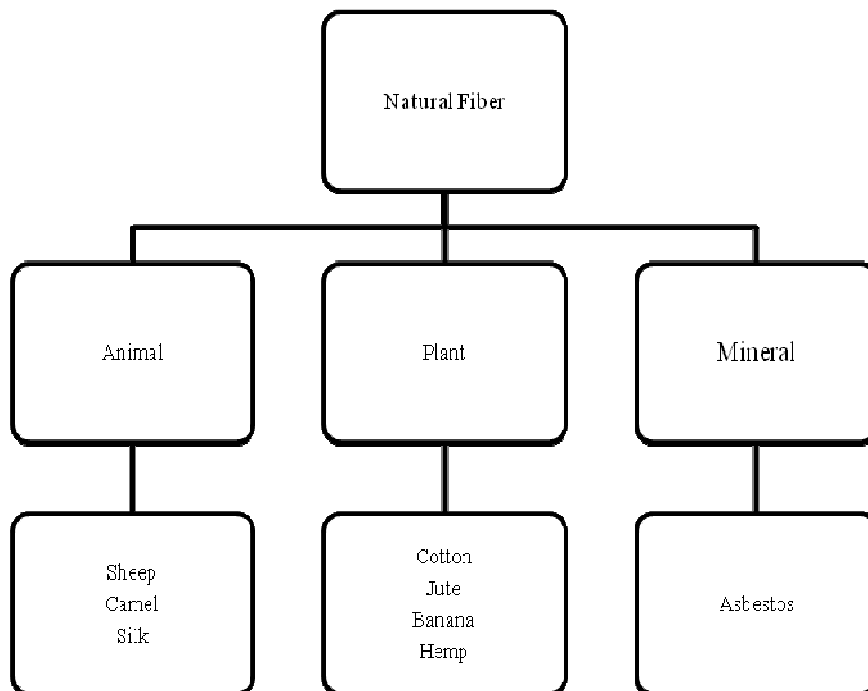 Natural Fiber
Animal
Plant
Mineral
Sheep
Camel
Silk
Cotton
Jute
Banana
Hemp
Asbestos